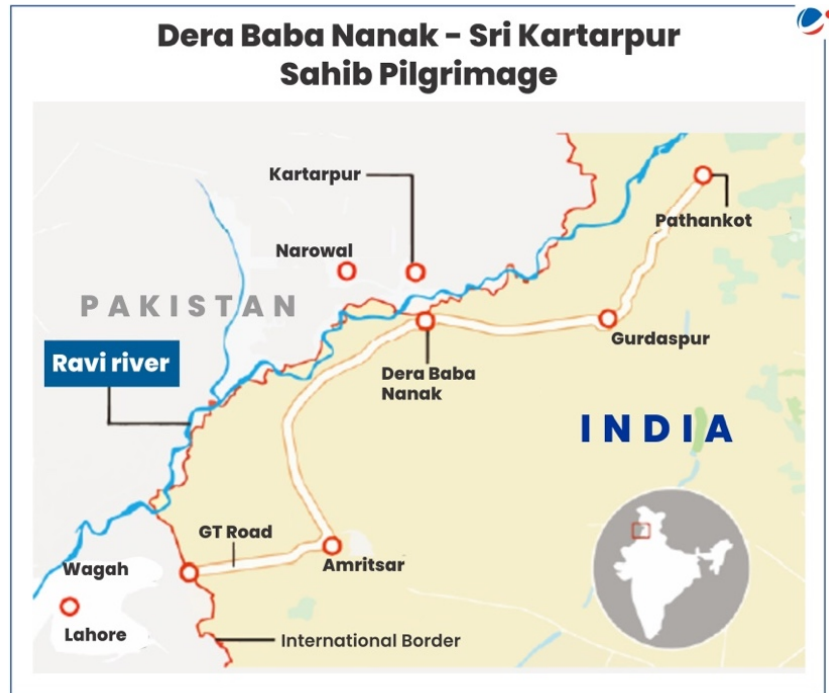 Dera Baba Nanak - Sri Kartarpur
Sahib Pilgrimage
Kartarpur
Pathankot
Narowal
PAKISTAN
Ravi river
Gurdaspur
Dera Baba
Nanak
INDIA
GT Road
Amritsar
Wagah
Lahore
International Border